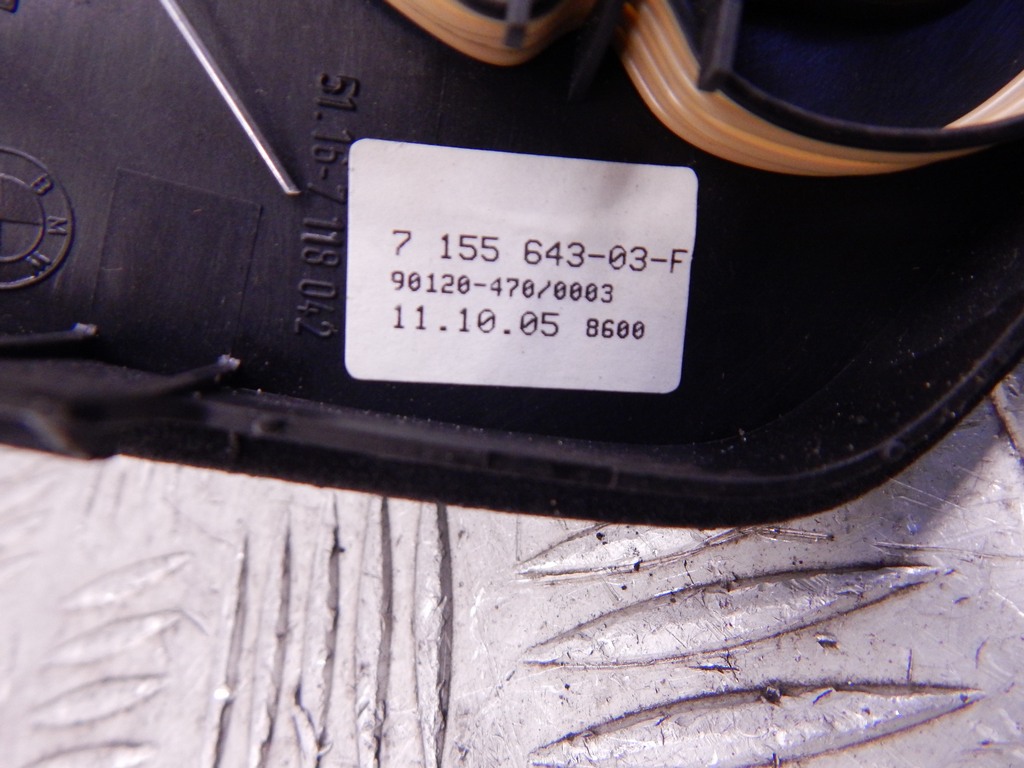 51.16-7 118 042
BMW
7 155 643-03-F
90120-470/0003
11.10.05 8600